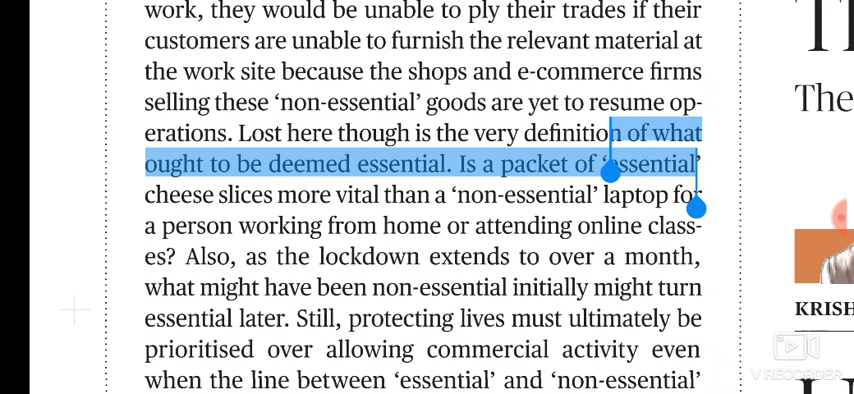 work, they would be unable to ply their trades if their
customers are unable to furnish the relevant material at
the work site because the shops and e-commerce firms
selling these ‘non-essential’ goods are yet to resume op-
erations. Lost here though is the very definition of what
ought to be deemed essential. Is a packet of ‘essential’
cheese slices more vital than a ‘non-essential’ laptop for
a person working from home or attending online class-
es? Also, as the lockdown extends to over a month,
what might have been non-essential initially might turn
essential later. Still, protecting lives must ultimately be
prioritised over allowing commercial activity even
when the line between ‘essential’ and ‘non-essential’
The
KRISH
V RECORDER